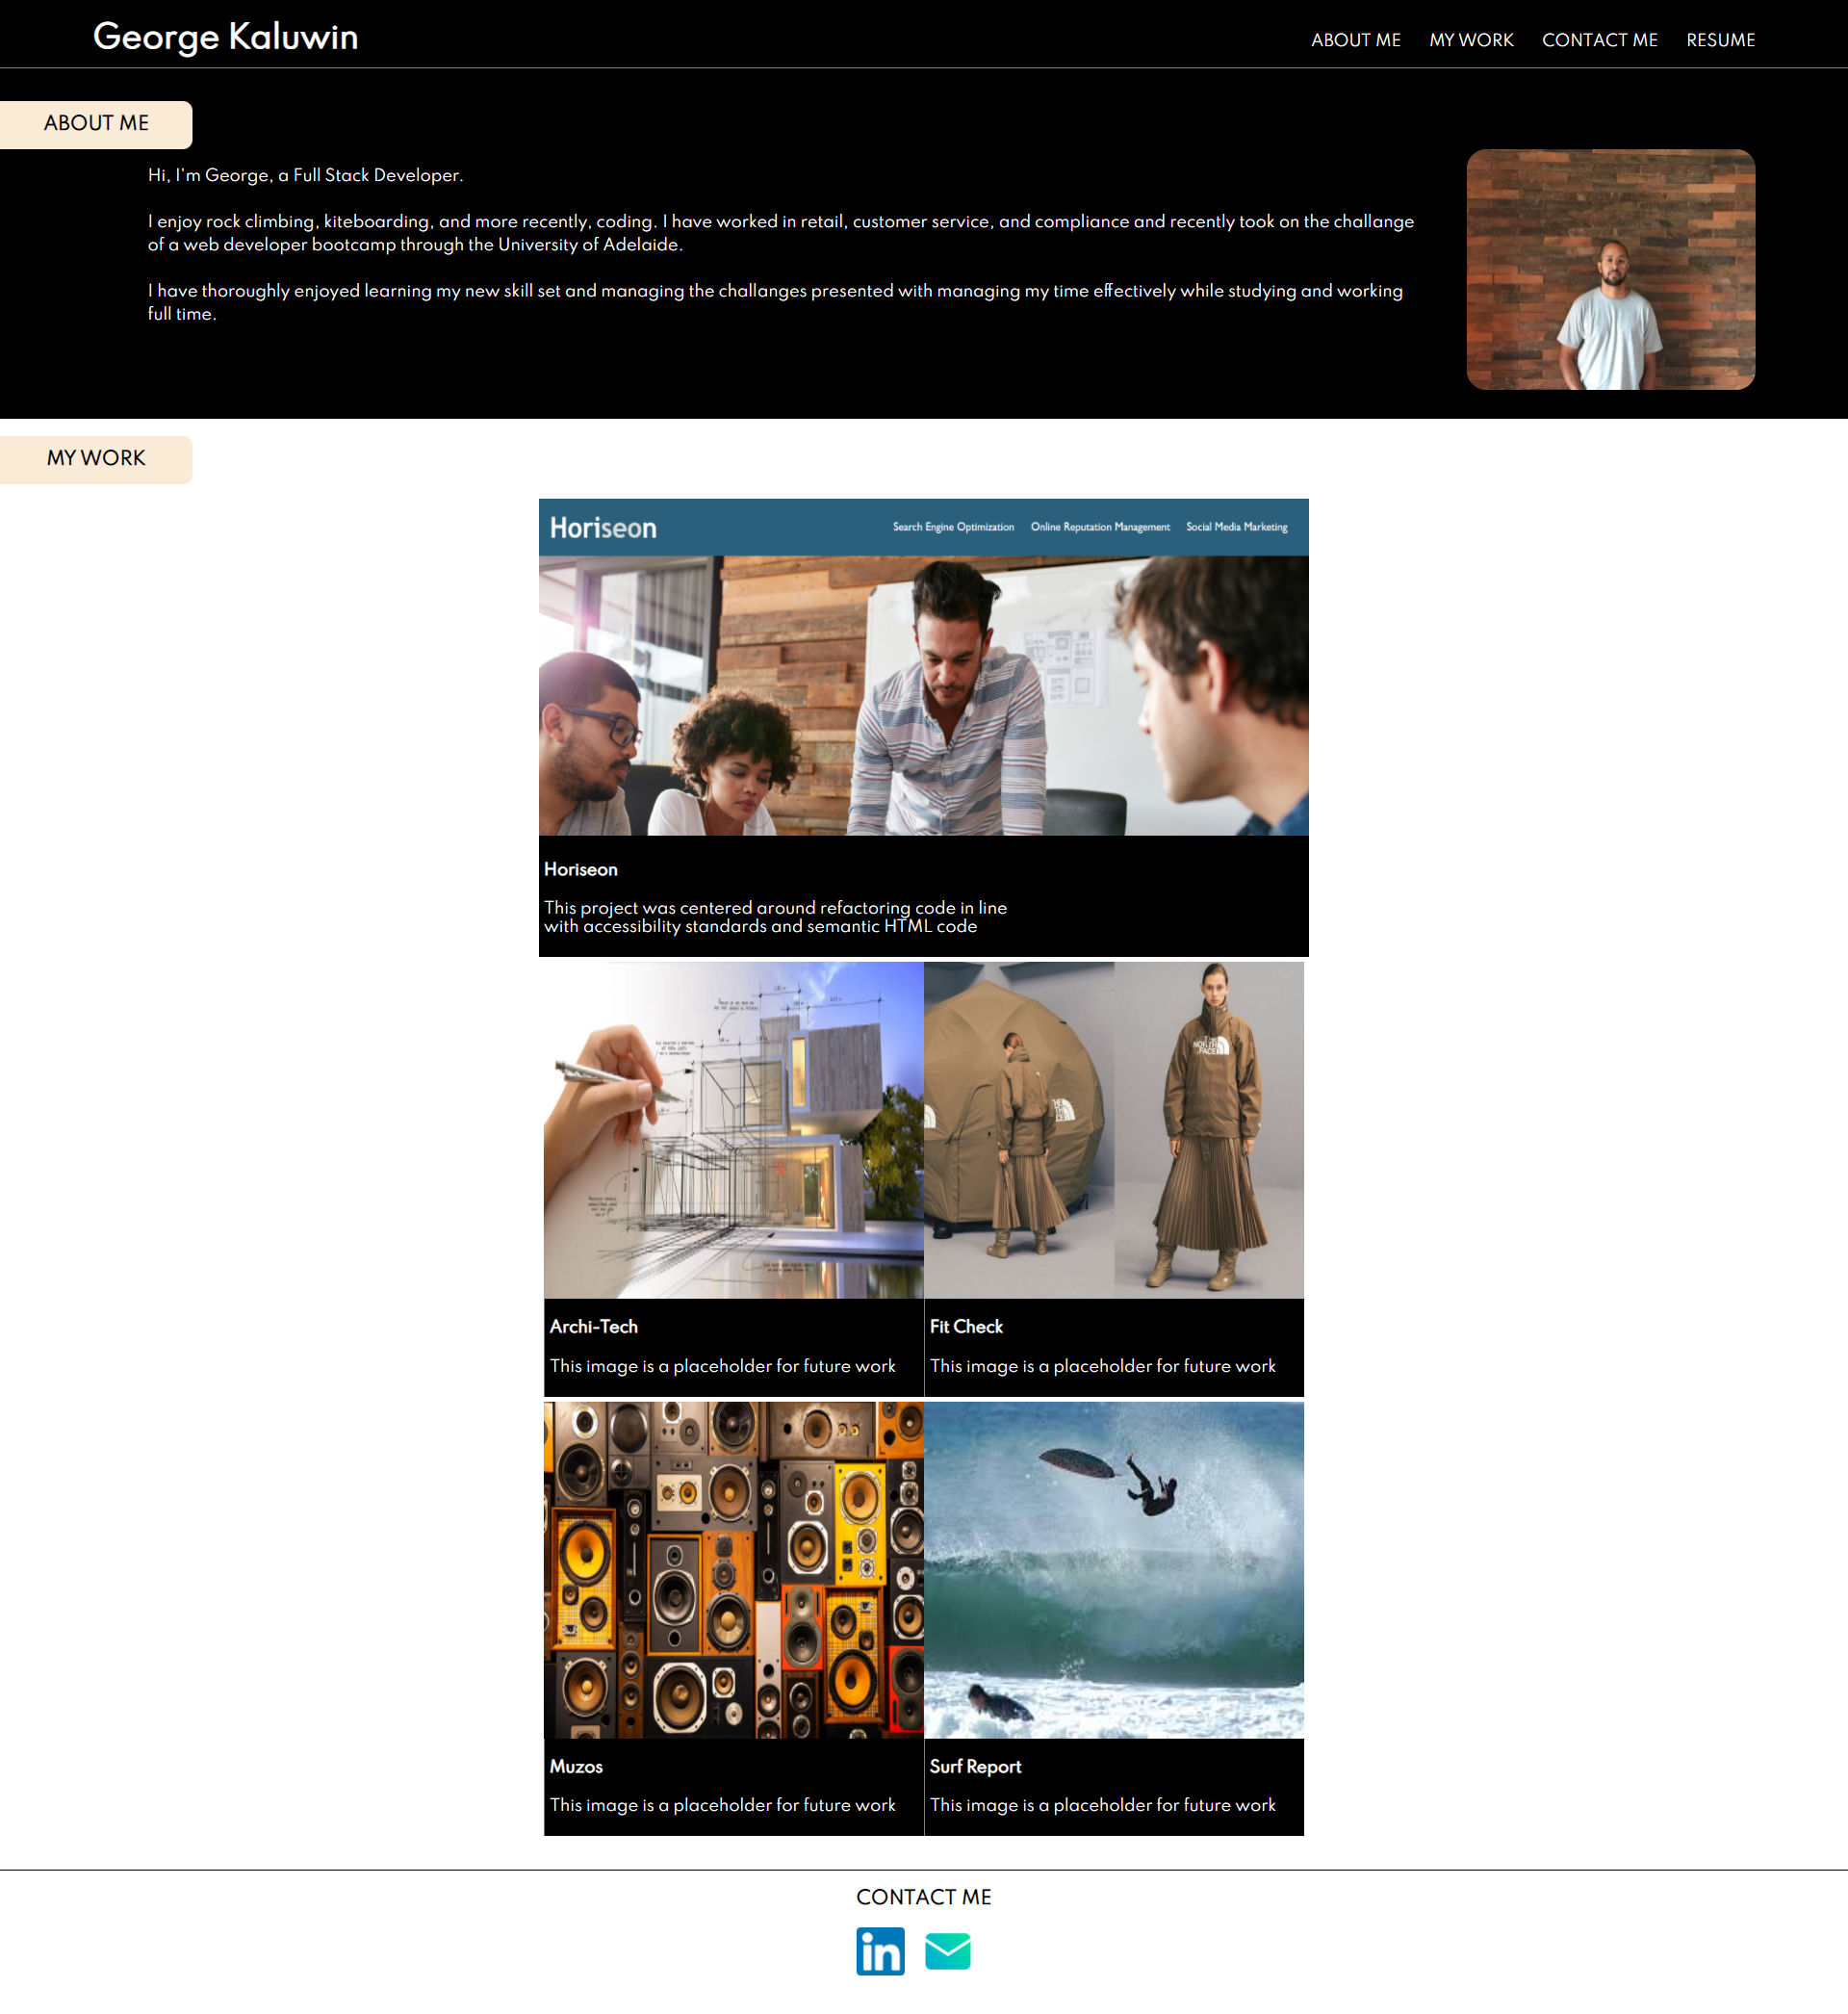 George Kaluwin
ABOUT ME MY WORK CONTACT ME RESUME
ABOUT ME
Hi, I'm George, a Full Stack Developer.
I enjoy rock climbing, kiteboarding, and more recently, coding. I have worked in retail, customer service, and compliance and recently took on the challange
of a web developer bootcamp through the University of Adelaide.
I have thoroughly enjoyed learning my new skill set and managing the challanges presented with managing my time effectively while studying and working
full time.
MY WORK
Horiseon
Search Engine Optimization Online Reputation Management Social Media Marketing
Horiseon
This project was centered around refactoring code in line
with accessibility standards and semantic HTML code
THE
NORTH
FACE
Archi-Tech
This image is a placeholder for future work
Fit Check
This image is a placeholder for future work
Muzos
This image is a placeholder for future work
Surf Report
This image is a placeholder for future work
CONTACT ME
in